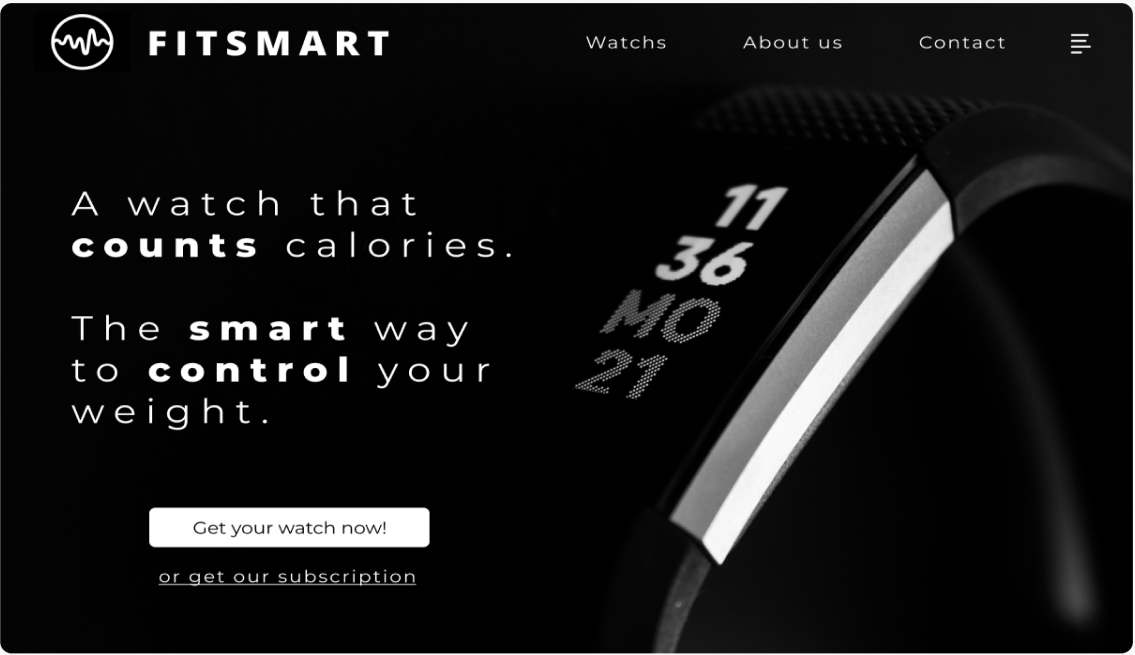 FITSMART
Watchs
About us
Contact
A watch that
counts calories.
The smart way
to control your
weight.
Get your watch now!
or get our subscription
11
36
MO
21